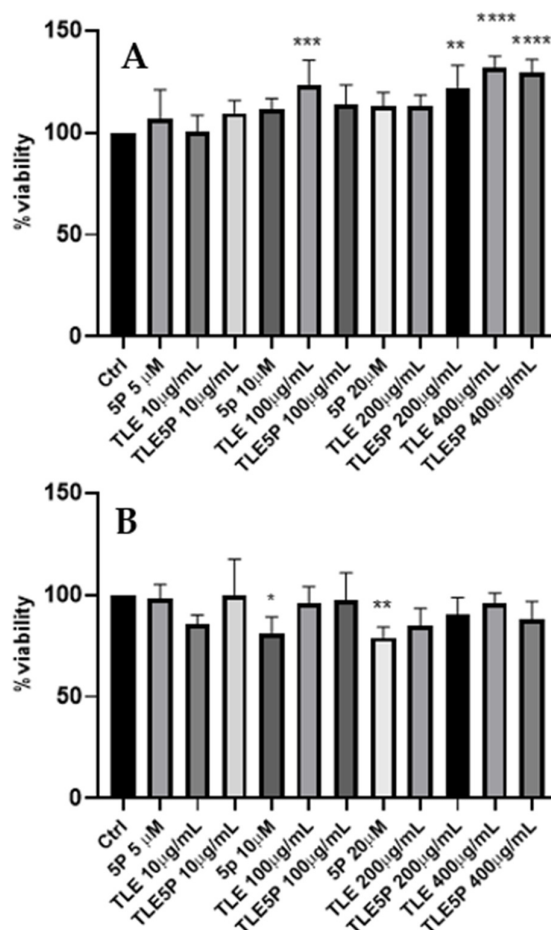 A
% viability
150
100
50
0
***
**
****
****
Ctrl
5P 5 μM
TLE 10μg/mL
TLE5P 10μg/mL
5p 10μM
TLE 100μg/mL
TLE5P 100μg/mL
5P 20μM
TLE 200μg/mL
TLE5P 200μg/mL
TLE 400μg/mL
TLE5P 400μg/mL
B
% viability
150
100
50
0
*
**
Ctrl
5P 5 μM
TLE 10μg/mL
TLE5P 10μg/mL
5p 10μM
TLE 100μg/mL
TLE5P 100μg/mL
5P 20μM
TLE 200μg/mL
TLE5P 200μg/mL
TLE 400μg/mL
TLE5P 400μg/mL